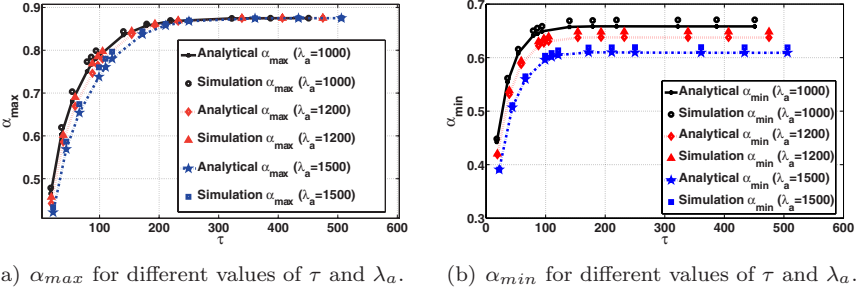 0.9
0.8
0.7
0.6
0.5
α_max
0 100 200 300 400 500 600
τ
Analytical α_max (λ_a=1000)
Simulation α_max (λ_a=1000)
Analytical α_max (λ_a=1200)
Simulation α_max (λ_a=1200)
Analytical α_max (λ_a=1500)
Simulation α_max (λ_a=1500)
0.7
0.6
0.5
0.4
0.3
α_min
0 100 200 300 400 500 600
τ
Analytical α_min (λ_a=1000)
Simulation α_min (λ_a=1000)
Analytical α_min (λ_a=1200)
Simulation α_min (λ_a=1200)
Analytical α_min (λ_a=1500)
Simulation α_min (λ_a=1500)
a) α_max for different values of τ and λ_a.
(b) α_min for different values of τ and λ_a.